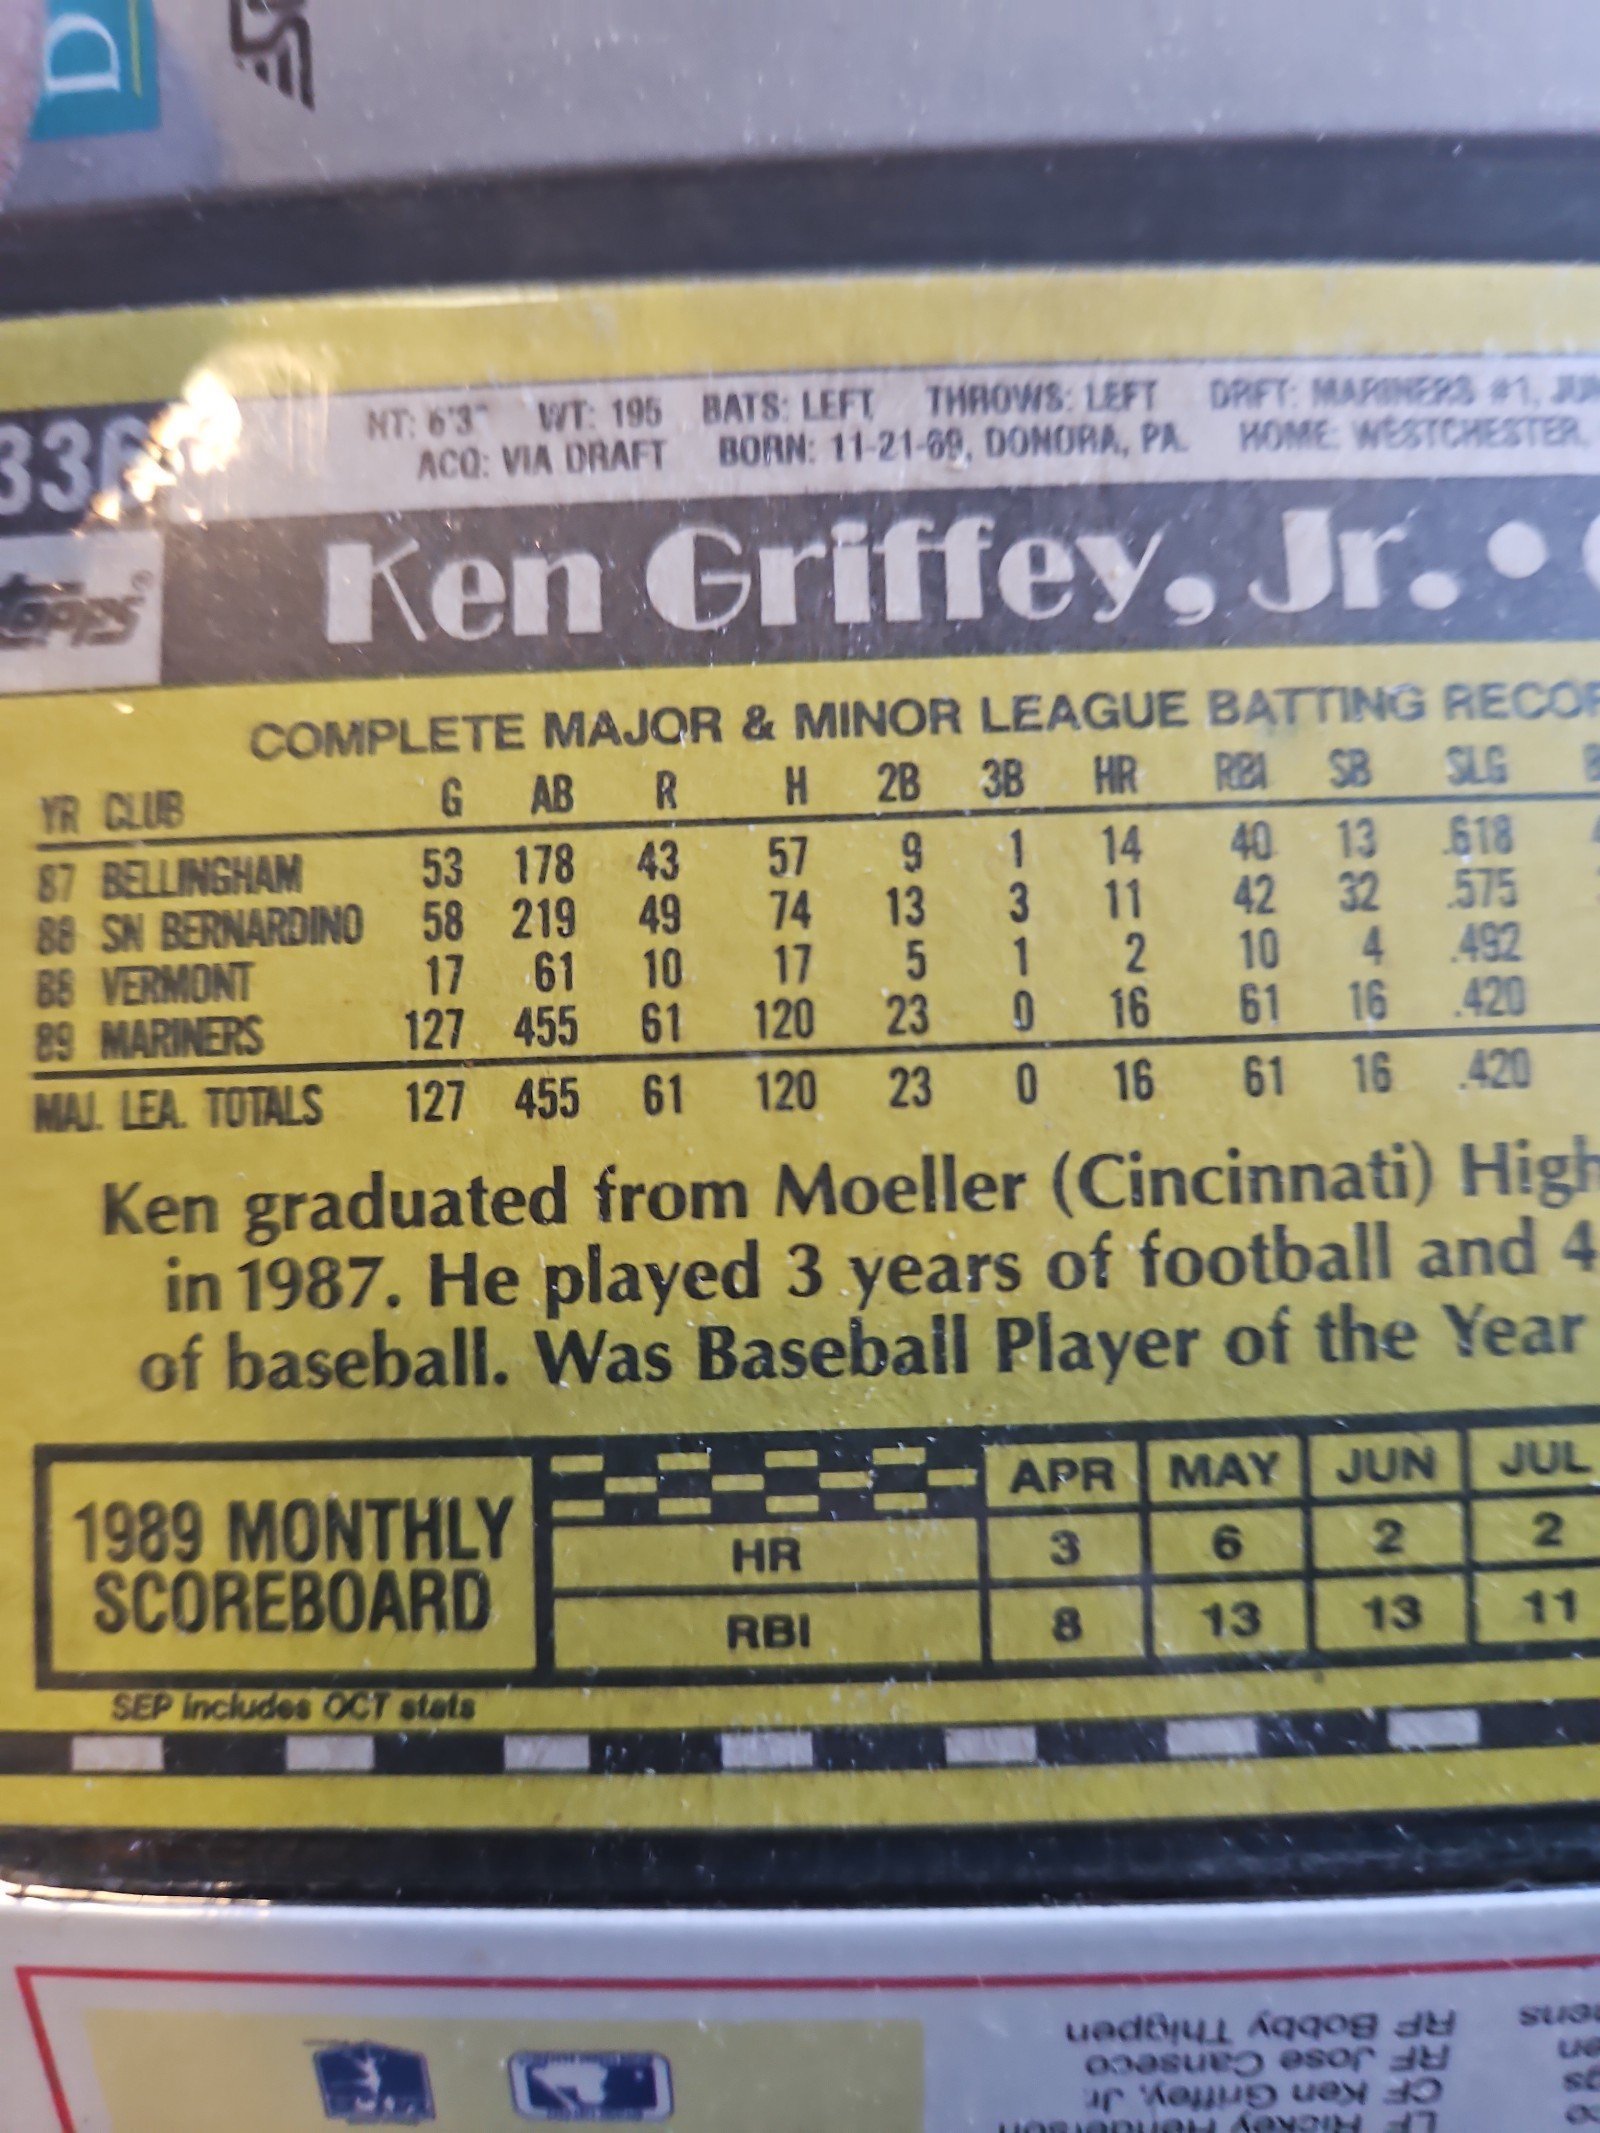 D
336
HT: 6'3" WT: 195 BATS: LEFT THROWS: LEFT DRFT: MARINERS #1,
ACQ: VIA DRAFT BORN: 11-21-69, DONORA, PA. HOME: WESTCHESTER,
topps®
Ken Griffey, Jr. •
COMPLETE MAJOR & MINOR LEAGUE BATTING RECOR
YR CLUB G AB R H 2B 3B HR RBI SB SLG
87 BELLINGHAM 53 178 43 57 9 1 14 40 13 .618
88 SN BERNARDINO 58 219 49 74 13 3 11 42 32 .575
88 VERMONT 17 61 10 17 5 1 2 10 4 .492
89 MARINERS 127 455 61 120 23 0 16 61 16 .420
MAJ. LEA. TOTALS 127 455 61 120 23 0 16 61 16 .420
Ken graduated from Moeller (Cincinnati) High
in 1987. He played 3 years of football and 4
of baseball. Was Baseball Player of the Year
1989 MONTHLY SCOREBOARD
APR MAY JUN JUL
HR 3 6 2 2
RBI 8 13 13 11
SEP includes OCT stats
LF Rickey Henderson
CF Ken Griffey, Jr.
RF Jose Canseco
RF Bobby Thigpen